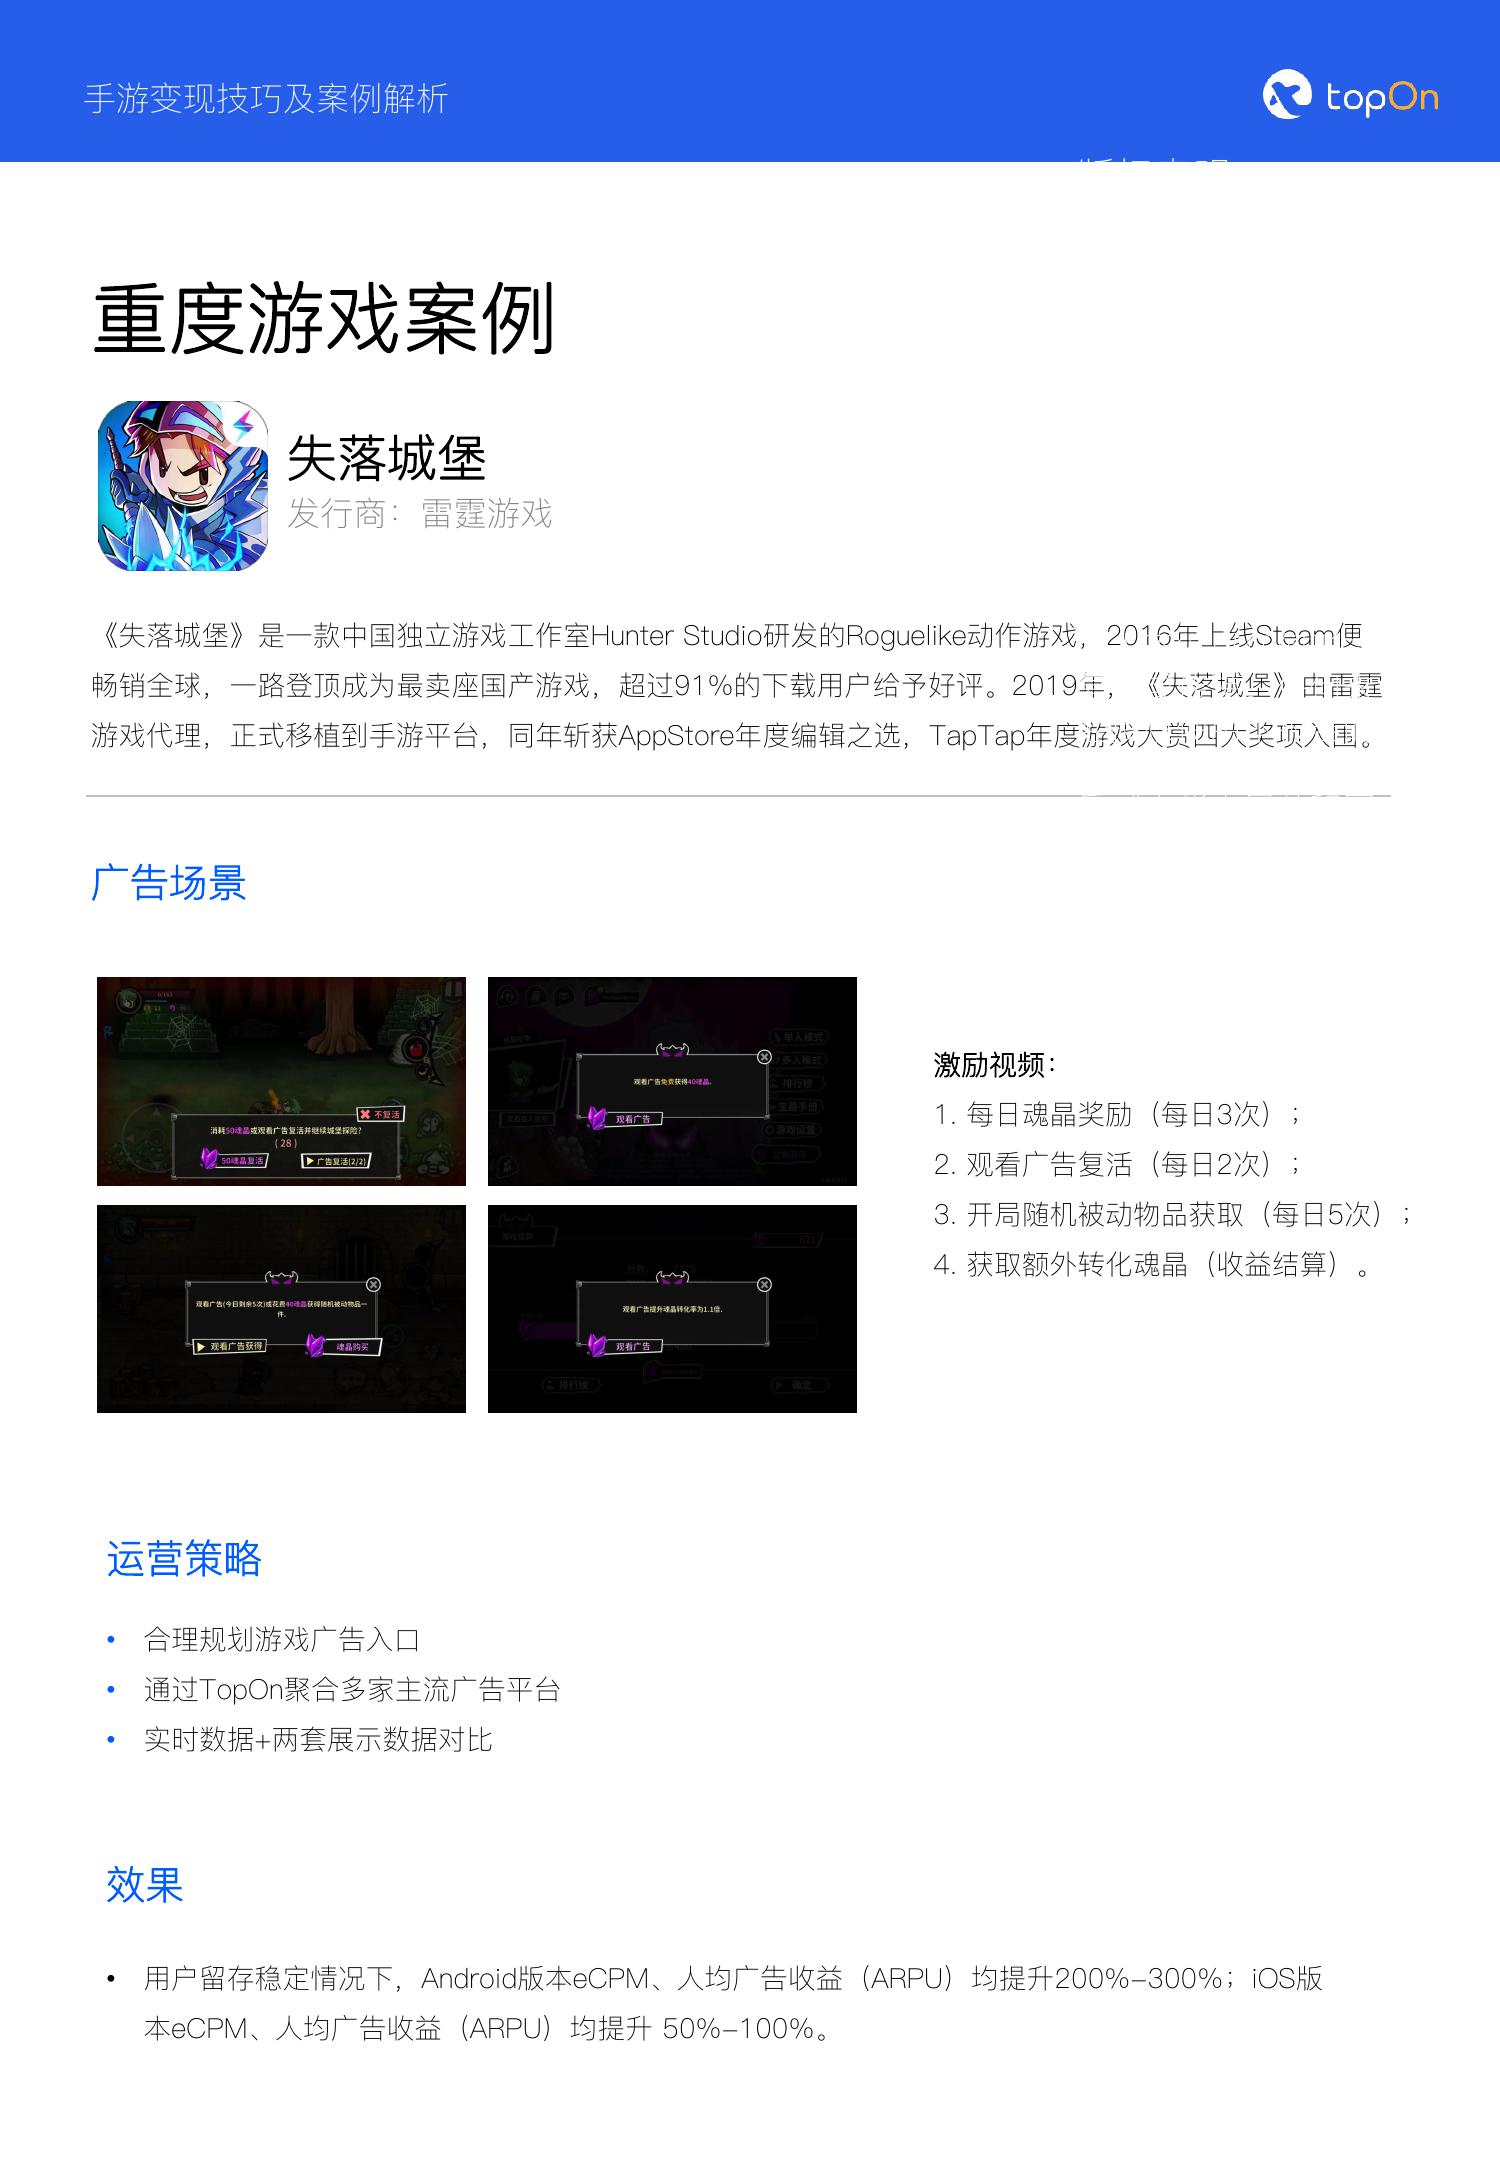 手游变现技巧及案例解析
topOn
重度游戏案例
失落城堡
发行商：雷霆游戏
《失落城堡》是一款中国独立游戏工作室Hunter Studio研发的Roguelike动作游戏，2016年上线Steam便
畅销全球，一路登顶成为最卖座国产游戏，超过91%的下载用户给予好评。2019年，《失落城堡》由雷霆
游戏代理，正式移植到手游平台，同年斩获AppStore年度编辑之选，TapTap年度游戏大赏四大奖项入围。
广告场景
不复活
消耗50魂晶或观看广告复活并继续城堡探险?
(28)
50魂晶复活
广告复活(2/2)
单人模式
多人模式
排行榜
宝藏手册
游戏设置
观看广告免费获得40魂晶.
观看广告
观看广告(今日剩余5次)或花费40魂晶获得随机被动物品一
件.
观看广告获得
魂晶购买
观看广告提升魂晶转化率为1.1倍.
观看广告
排行榜
确定
激励视频：
1. 每日魂晶奖励（每日3次）；
2. 观看广告复活（每日2次）；
3. 开局随机被动物品获取（每日5次）；
4. 获取额外转化魂晶（收益结算）。
运营策略
• 合理规划游戏广告入口
• 通过TopOn聚合多家主流广告平台
• 实时数据+两套展示数据对比
效果
• 用户留存稳定情况下，Android版本eCPM、人均广告收益（ARPU）均提升200%-300%；iOS版
本eCPM、人均广告收益（ARPU）均提升 50%-100%。